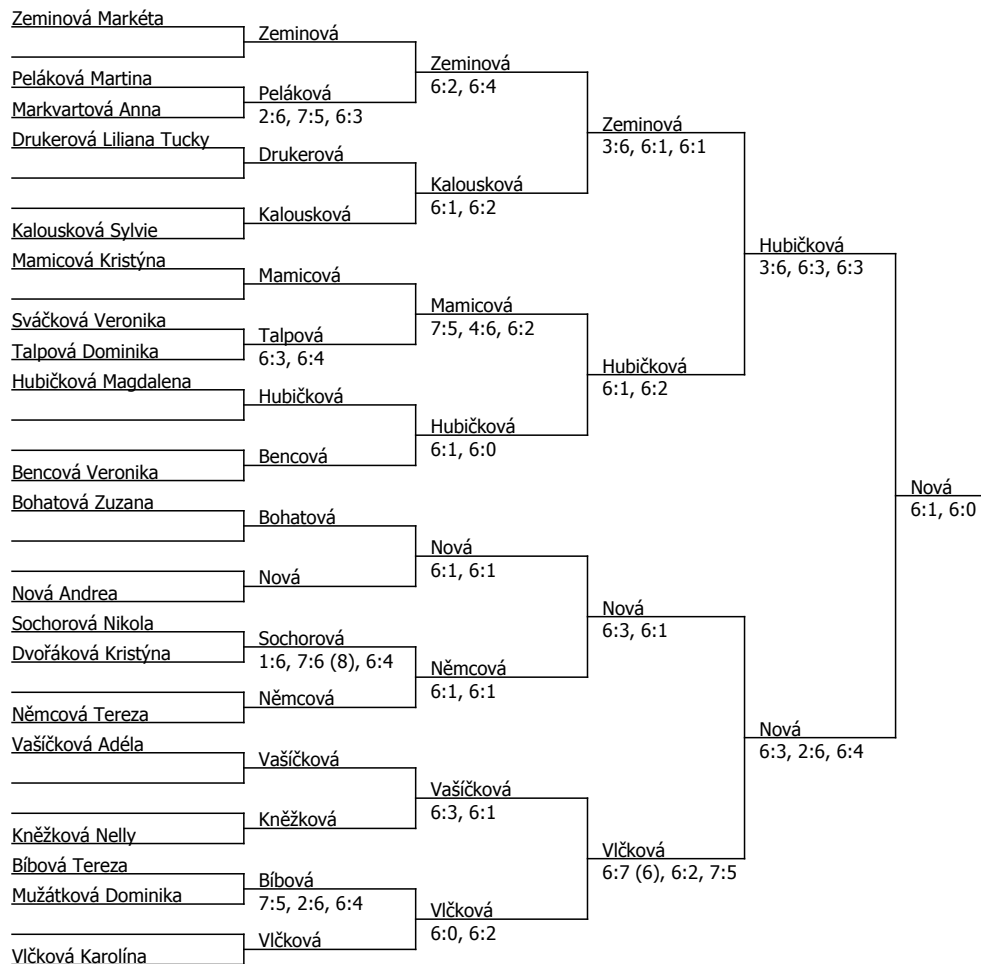 Zeminová Markéta
Peláková Martina
Markvartová Anna
Drukerová Liliana Tucky
Kalousková Sylvie
Mamicová Kristýna
Sváčková Veronika
Talpová Dominika
Hubičková Magdalena
Bencová Veronika
Bohatová Zuzana
Nová Andrea
Sochorová Nikola
Dvořáková Kristýna
Němcová Tereza
Vašíčková Adéla
Kněžková Nelly
Bíbová Tereza
Mužátková Dominika
Vlčková Karolína
Zeminová
Peláková
2:6, 7:5, 6:3
Drukerová
Kalousková
Mamicová
Talpová
6:3, 6:4
Hubičková
Bencová
Bohatová
Nová
Sochorová
1:6, 7:6 (8), 6:4
Němcová
Vašíčková
Kněžková
Bíbová
7:5, 2:6, 6:4
Vlčková
Zeminová
6:2, 6:4
Kalousková
6:1, 6:2
Mamicová
7:5, 4:6, 6:2
Hubičková
6:1, 6:0
Nová
6:1, 6:1
Němcová
6:1, 6:1
Vašíčková
6:3, 6:1
Vlčková
6:0, 6:2
Zeminová
3:6, 6:1, 6:1
Hubičková
6:1, 6:2
Nová
6:3, 6:1
Vlčková
6:7 (6), 6:2, 7:5
Hubičková
3:6, 6:3, 6:3
Nová
6:3, 2:6, 6:4
Nová
6:1, 6:0